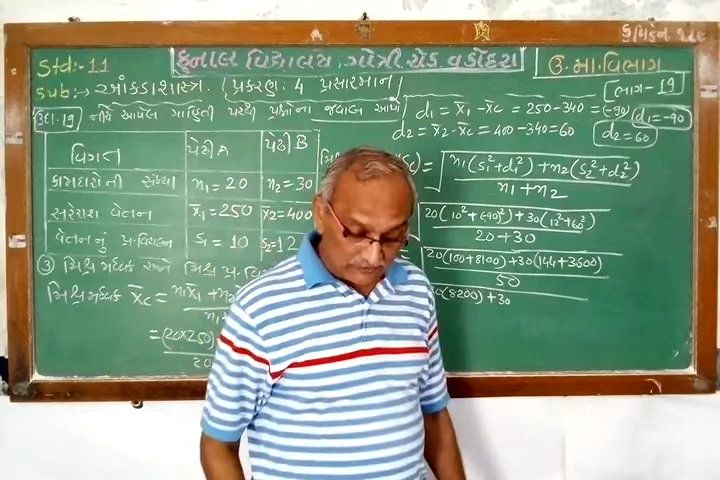 કુનાલ વિદ્યાલય, ગોત્રી રોડ વડોદરા
Std:- 11
ઉ. મા. વિભાગ
Sub:- આંકડાશાસ્ત્ર. (પ્રકરણ: 4 પ્રસારમાન)
ભાગ - 19
ઉદા.19 નીચે આપેલ માહિતી પરથી પ્રશ્નોના જવાબ આપો
d₁ = x̄₁ - x̄c = 250-340 = (-90)
d₁=-90
d₂ = x̄₂ - x̄c = 400-340=60
d₂=60
વિગત પેઢી A પેઢી B
કામદારોની સંખ્યા n₁=20 n₂=30
સરેરાશ વેતન x̄₁=250 x̄₂=400
વેતનનું પ્ર.વિચલન s₁=10 s₂=12
= √ n₁(s₁²+d₁²)+n₂(s₂²+d₂²)
n₁+n₂
20(10²+(-90)²)+30(12²+60²)
20+30
20(100+8100)+30(144+3600)
50
(8200)+30
③ મિશ્ર મધ્યક અને મિશ્ર પ્ર.
મિશ્ર મધ્યક x̄c = n₁x̄₁+n₂
n₁
=(20×250)
20